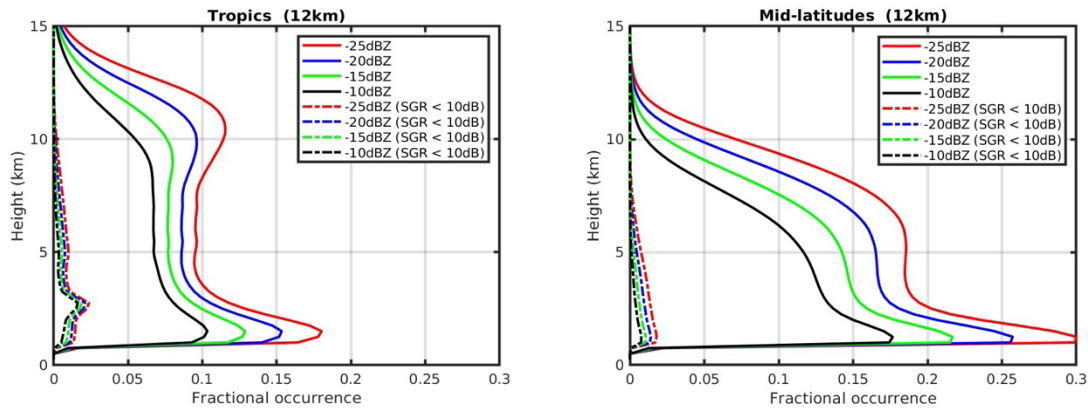 Tropics (12km)
15
10
5
0
Height (km)
0
0.05
0.1
0.15
0.2
0.25
0.3
Fractional occurrence
-25dBZ
-20dBZ
-15dBZ
-10dBZ
-25dBZ (SGR < 10dB)
-20dBZ (SGR < 10dB)
-15dBZ (SGR < 10dB)
-10dBZ (SGR < 10dB)
Mid-latitudes (12km)
15
10
5
0
Height (km)
0
0.05
0.1
0.15
0.2
0.25
0.3
Fractional occurrence
-25dBZ
-20dBZ
-15dBZ
-10dBZ
-25dBZ (SGR < 10dB)
-20dBZ (SGR < 10dB)
-15dBZ (SGR < 10dB)
-10dBZ (SGR < 10dB)